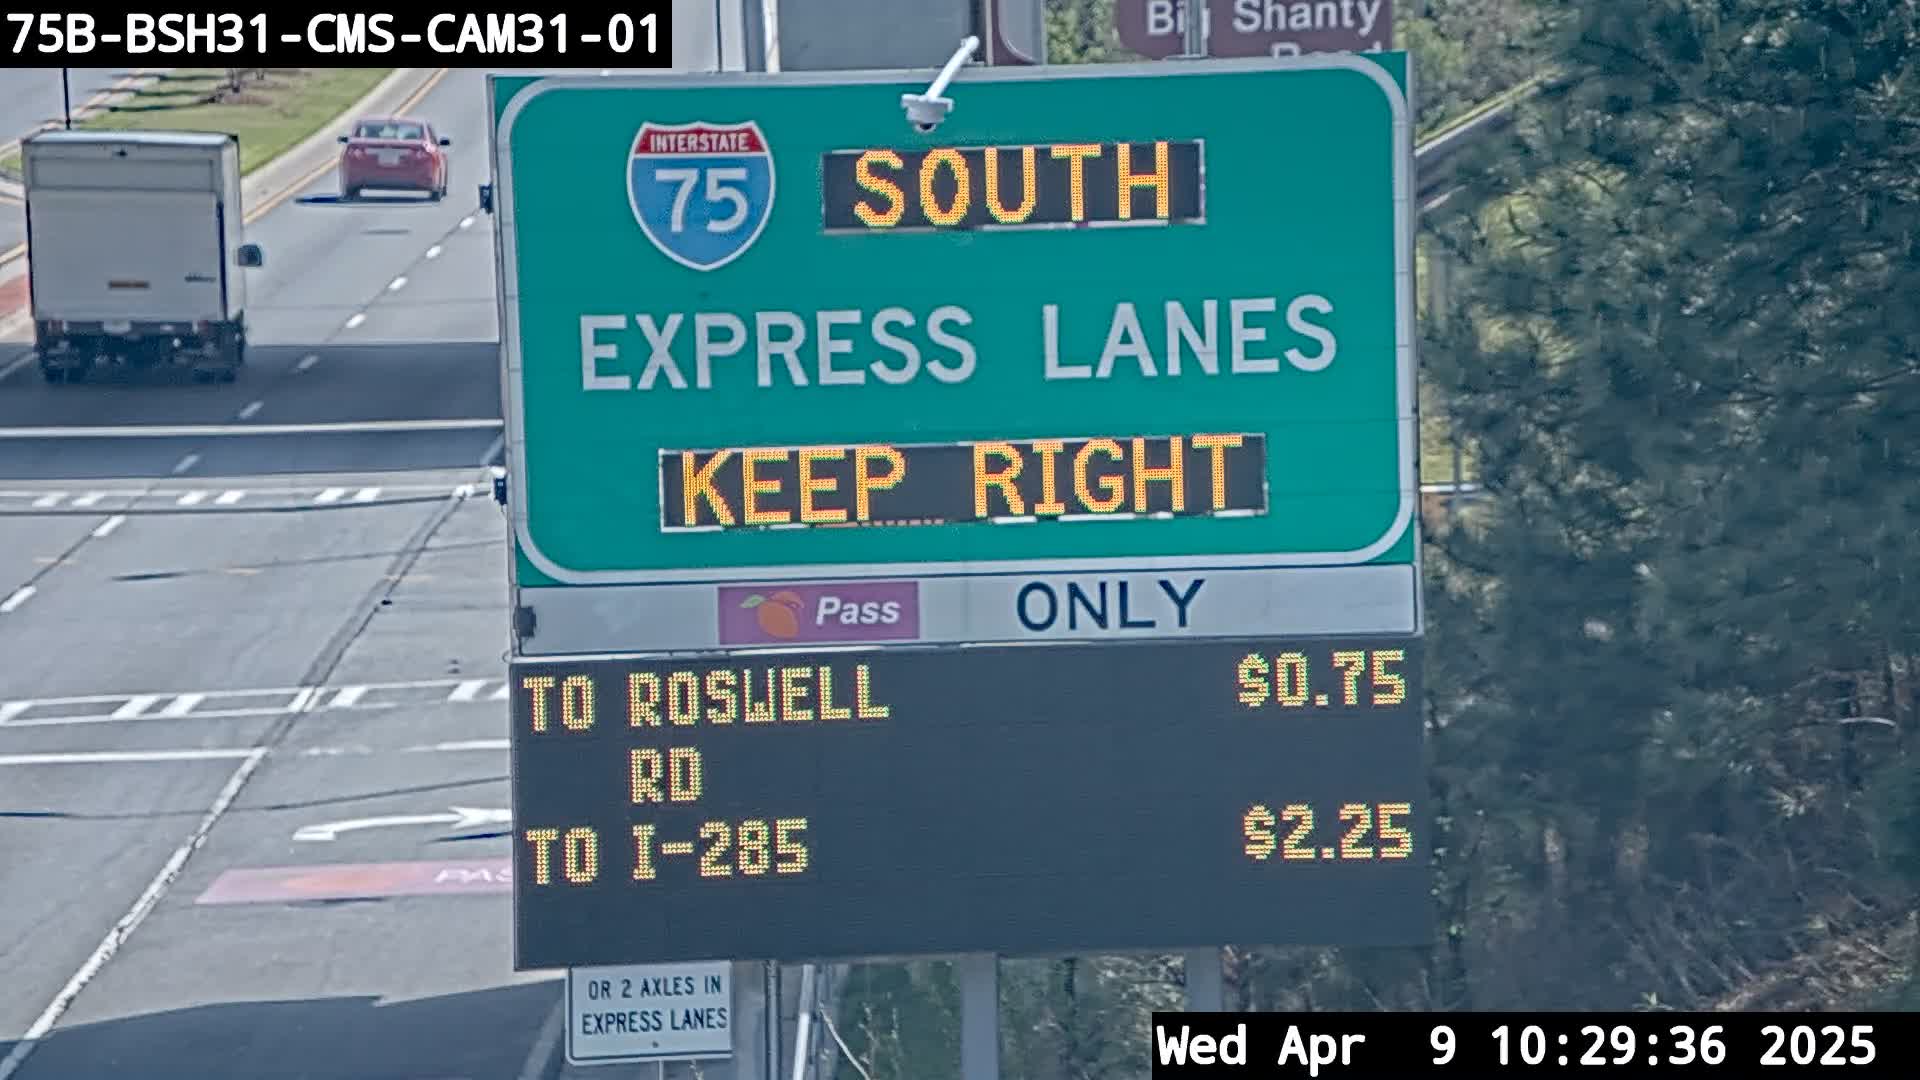 75B-BSH31-CMS-CAM31-01
Big Shanty
Road
INTERSTATE
75
SOUTH
EXPRESS LANES
KEEP RIGHT
Pass ONLY
TO ROSWELL $0.75
RD
TO I-285 $2.25
OR 2 AXLES IN
EXPRESS LANES
Wed Apr 9 10:29:36 2025